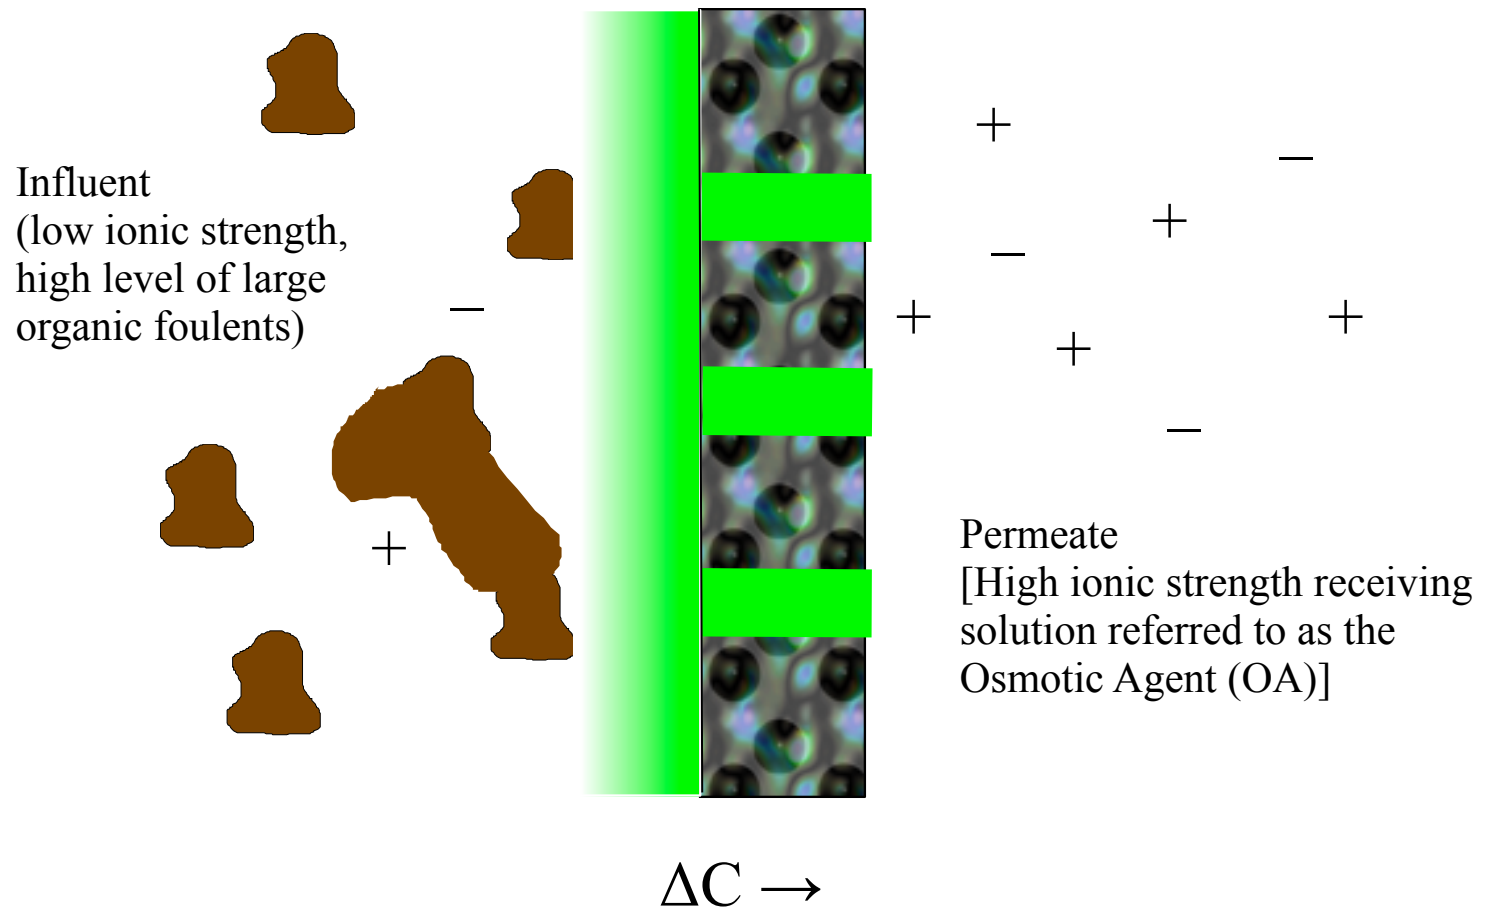 Influent
(low ionic strength,
high level of large
organic foulents)
Permeate
[High ionic strength receiving
solution referred to as the
Osmotic Agent (OA)]
ΔC →